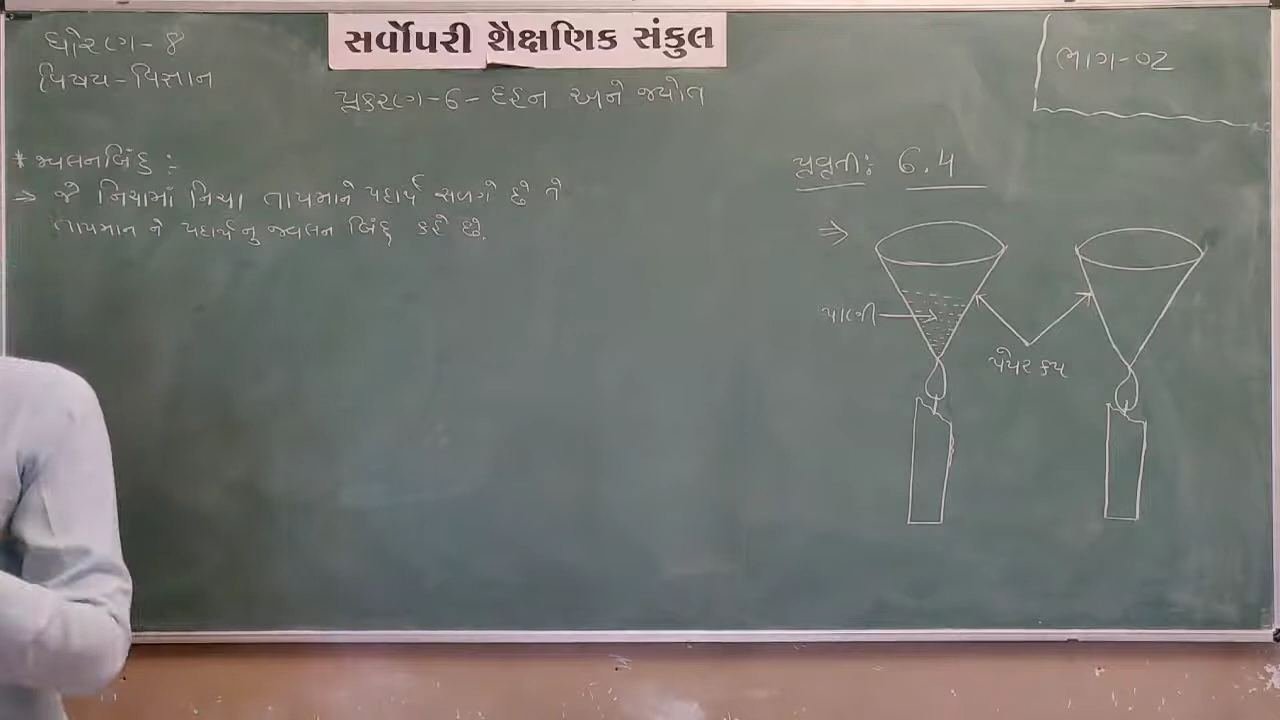 સર્વોપરી શૈક્ષણિક સંકુલ
ધોરણ-8
વિષય-વિજ્ઞાન
પ્રકરણ-6-દહન અને જ્યોત
ભાગ-02
* જ્વલનબિંદુ :-
⇒ જે નિચામાં નિચા તાપમાને પદાર્થ સળગે છે તે
તાપમાન ને પદાર્થનુ જ્વલન બિંદુ કહે છે.
પ્રવૃતી: 6.4
⇒
પાણી
પેપર કપ